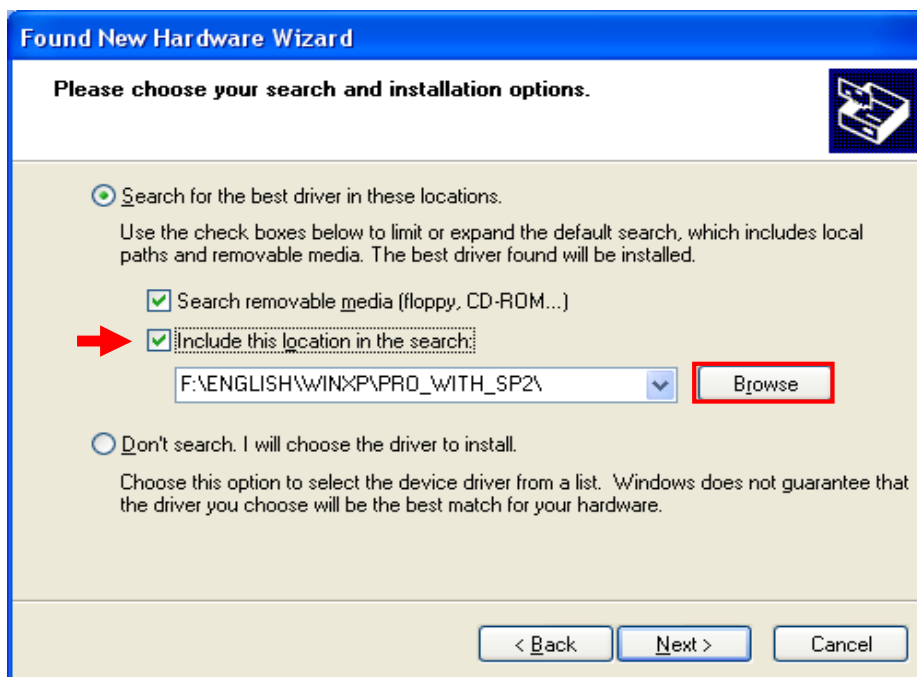 Found New Hardware Wizard
Please choose your search and installation options.
Search for the best driver in these locations.
Use the check boxes below to limit or expand the default search, which includes local
paths and removable media. The best driver found will be installed.
Search removable media (floppy, CD-ROM...)
Include this location in the search:
F:\ENGLISH\WINXP\PRO_WITH_SP2\
Browse
Don't search. I will choose the driver to install.
Choose this option to select the device driver from a list.  Windows does not guarantee that
the driver you choose will be the best match for your hardware.
< Back
Next >
Cancel